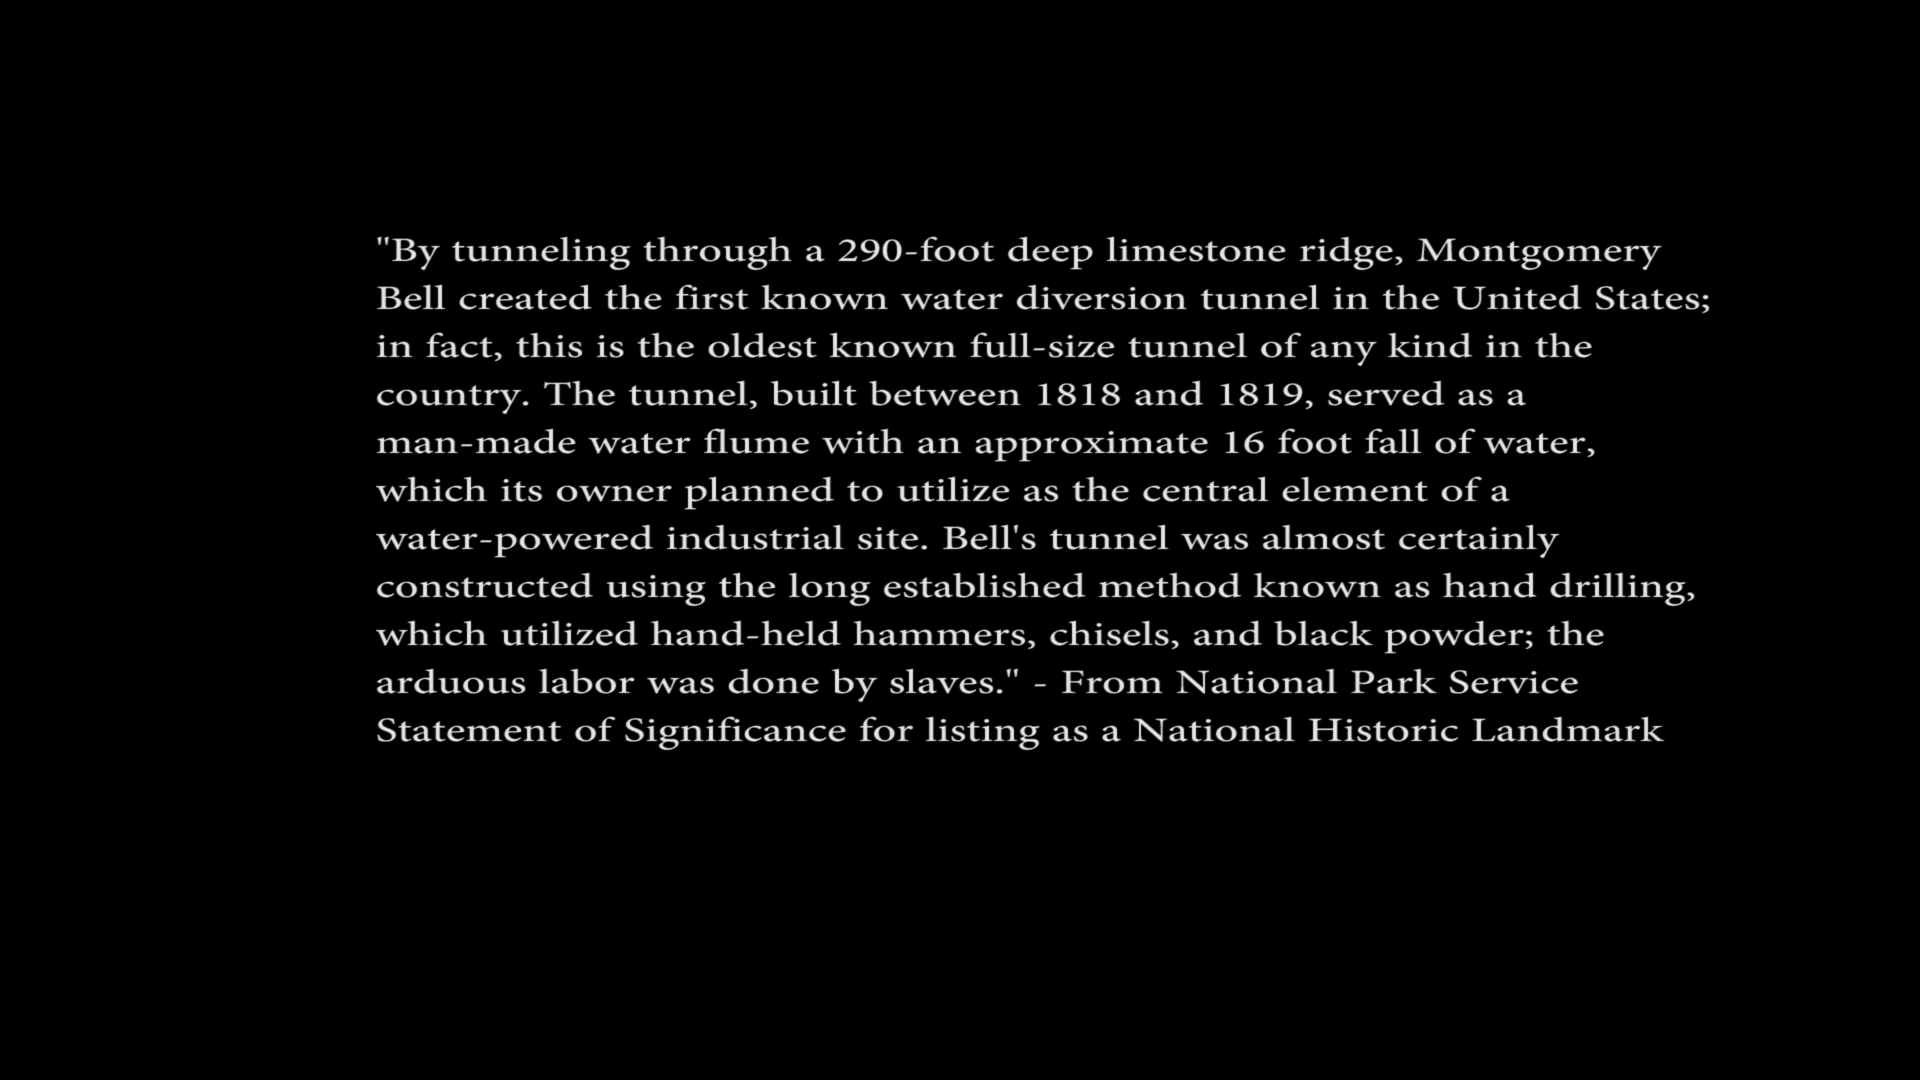 "By tunneling through a 290-foot deep limestone ridge, Montgomery
Bell created the first known water diversion tunnel in the United States;
in fact, this is the oldest known full-size tunnel of any kind in the
country. The tunnel, built between 1818 and 1819, served as a
man-made water flume with an approximate 16 foot fall of water,
which its owner planned to utilize as the central element of a
water-powered industrial site. Bell's tunnel was almost certainly
constructed using the long established method known as hand drilling,
which utilized hand-held hammers, chisels, and black powder; the
arduous labor was done by slaves." - From National Park Service
Statement of Significance for listing as a National Historic Landmark